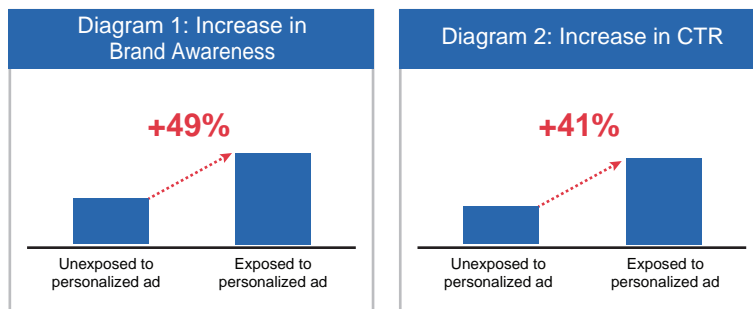 Diagram 1: Increase in
Brand Awareness
+49%
Unexposed to
personalized ad
Exposed to
personalized ad
Diagram 2: Increase in CTR
+41%
Unexposed to
personalized ad
Exposed to
personalized ad